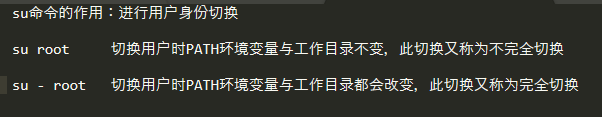 su命令的作用：进行用户身份切换
su root 切换用户时PATH环境变量与工作目录不变，此切换又称为不完全切换
su - root 切换用户时PATH环境变量与工作目录都会改变，此切换又称为完全切换